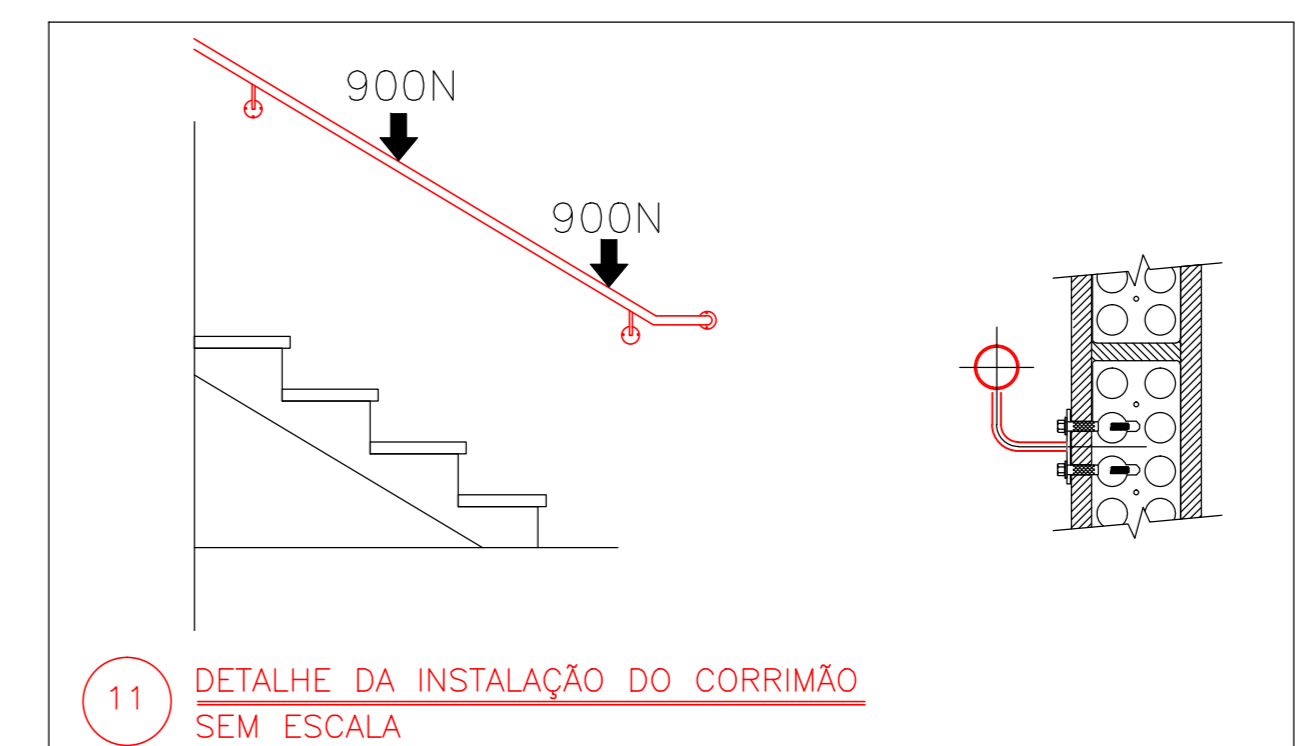 900N
900N
11
DETALHE DA INSTALAÇÃO DO CORRIMÃO
SEM ESCALA